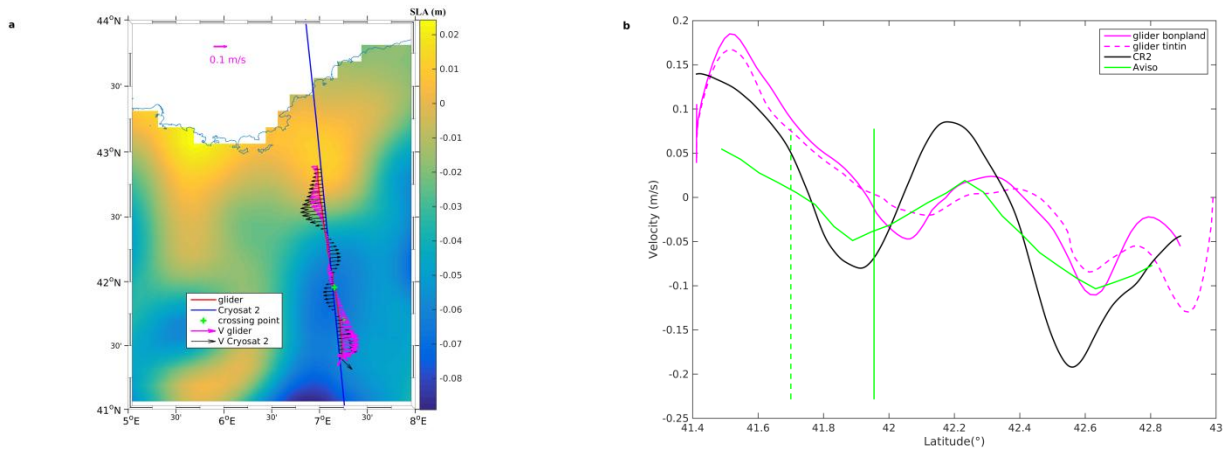 a
SLA (m)
44°N
30'
43°N
30'
42°N
30'
41°N
5°E
30'
6°E
30'
7°E
30'
8°E
0.1 m/s
glider
Cryosat 2
crossing point
V glider
V Cryosat 2
0.02
0.01
0
-0.01
-0.02
-0.03
-0.04
-0.05
-0.06
-0.07
-0.08
b
0.2
0.15
0.1
0.05
0
-0.05
-0.1
-0.15
-0.2
-0.25
Velocity (m/s)
41.4
41.6
41.8
42
42.2
42.4
42.6
42.8
43
Latitude(°)
glider bonpland
glider tintin
CR2
Aviso